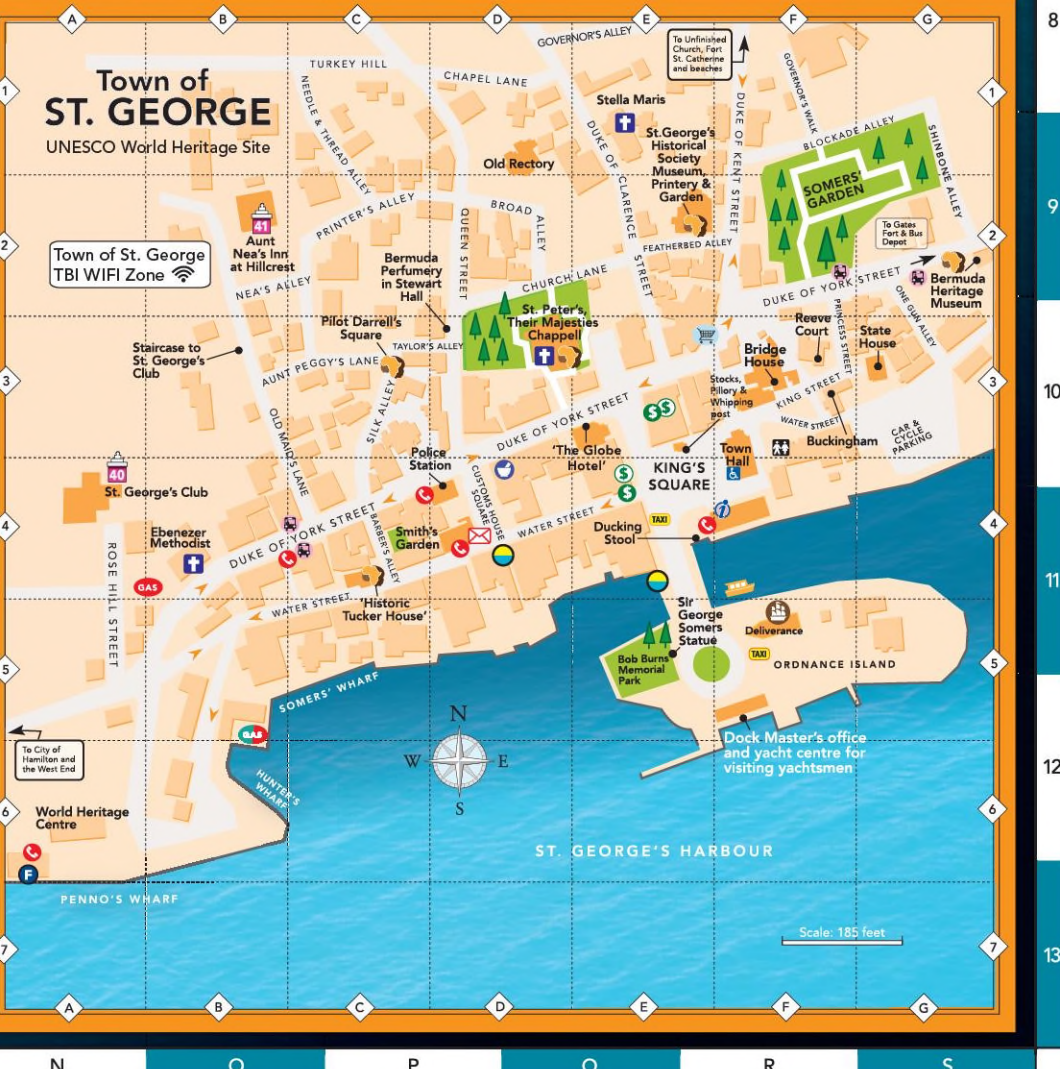 A
B
C
D
E
F
G
8
GOVERNOR'S ALLEY
To Unfinished
Church, Fort
St. Catherine
and beaches
TURKEY HILL
CHAPEL LANE
Town of
ST. GEORGE
UNESCO World Heritage Site
1
1
NEEDLE & THREAD ALLEY
Stella Maris
DUKE OF KENT STREET
GOVERNOR'S WALK
BLOCKADE ALLEY
SHINBONE ALLEY
Old Rectory
DUKE OF CLARENCE STREET
St.George's
Historical
Society
Museum,
Printery &
Garden
SOMERS'
GARDEN
9
41
Aunt
Nea's Inn
at Hillcrest
PRINTER'S ALLEY
QUEEN STREET
BROAD ALLEY
FEATHERBED ALLEY
To Gates
Fort & Bus
Depot
2
2
Town of St. George
TBI WIFI Zone
NEA'S ALLEY
Bermuda
Perfumery
in Stewart
Hall
CHURCH LANE
DUKE OF YORK STREET
Bermuda
Heritage
Museum
ONE GUN ALLEY
PRINCESS STREET
Pilot Darrell's
Square
St. Peter's,
Their Majesties
Chappell
Reeve
Court
State
House
Staircase to
St. George's
Club
TAYLOR'S ALLEY
AUNT PEGGY'S LANE
Bridge
House
3
3
10
Stocks,
Pillory &
Whipping
post
KING STREET
WATER STREET
Buckingham
CAR &
CYCLE
PARKING
OLD MAID'S LANE
SILK ALLEY
DUKE OF YORK STREET
$ $
'The Globe
Hotel'
KING'S
SQUARE
Town
Hall
Police
Station
40
St. George's Club
CUSTOMS HOUSE
SQUARE
$
$
4
4
Ebenezer
Methodist
DUKE OF YORK STREET
BARBER'S ALLEY
Smith's
Garden
WATER STREET
Ducking
Stool
TAXI
i
ROSE HILL STREET
GAS
11
WATER STREET
'Historic
Tucker House'
Sir
George
Somers
Statue
Deliverance
TAXI
ORDNANCE ISLAND
Bob Burns
Memorial
Park
5
5
SOMERS' WHARF
GAS
N
W
E
S
Dock Master's office
and yacht centre for
visiting yachtsmen
To City of
Hamilton and
the West End
HUNTER'S
WHARF
12
World Heritage
Centre
6
6
ST. GEORGE'S HARBOUR
F
PENNO'S WHARF
Scale: 185 feet
7
7
13
A
B
C
D
E
F
G
N
O
P
Q
R
S